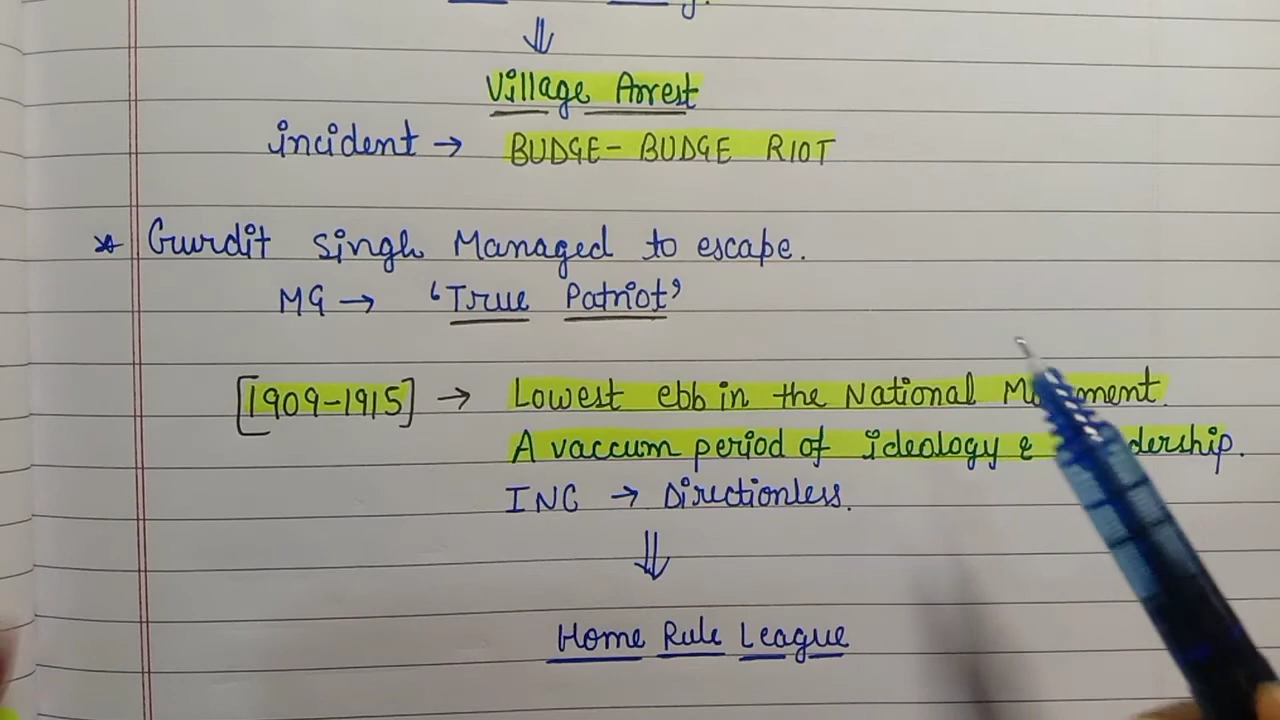 ⇓
Village Arrest
incident → BUDGE-BUDGE RIOT
* Gurdit singh Managed to escape.
MG → 'True Patriot'
[1909-1915] → Lowest ebb in the National
A vaccum period of ideology &
INC → Directionless.
⇓
Home Rule League